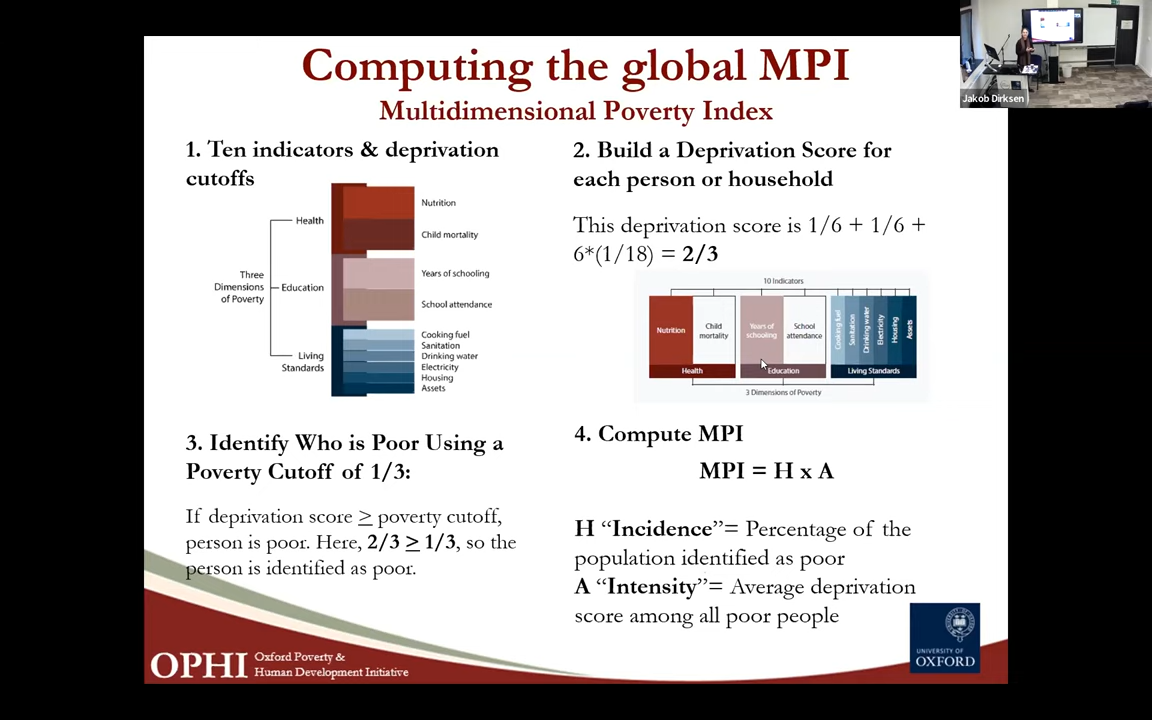 Computing the global MPI
Multidimensional Poverty Index
Jakob Dirksen
1. Ten indicators & deprivation
cutoffs
Three
Dimensions
of Poverty
Health
Education
Living
Standards
Nutrition
Child mortality
Years of schooling
School attendance
Cooking fuel
Sanitation
Drinking water
Electricity
Housing
Assets
2. Build a Deprivation Score for
each person or household
This deprivation score is 1/6 + 1/6 +
6*(1/18) = 2/3
10 Indicators
Nutrition
Child
mortality
Years of
schooling
School
attendance
Cooking fuel
Sanitation
Drinking water
Electricity
Housing
Assets
Health
Education
Living Standards
3 Dimensions of Poverty
3. Identify Who is Poor Using a
Poverty Cutoff of 1/3:
If deprivation score ≥ poverty cutoff,
person is poor. Here, 2/3 ≥ 1/3, so the
person is identified as poor.
4. Compute MPI
MPI = H x A
H “Incidence”= Percentage of the
population identified as poor
A “Intensity”= Average deprivation
score among all poor people
OPHI
Oxford Poverty &
Human Development Initiative
UNIVERSITY OF
OXFORD